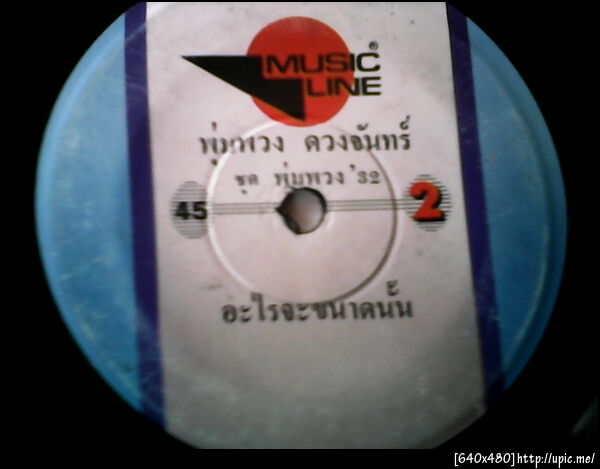 MUSIC®
LINE
พุ่มพวง ดวงจันทร์
ชุด พุ่มพวง '32
45 2
อะไรจะขนาดนั้น
[640x480]http://upic.me/